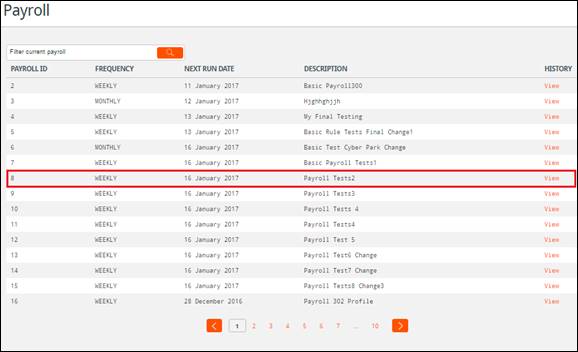 Payroll
Filter current payroll
PAYROLL ID FREQUENCY NEXT RUN DATE DESCRIPTION HISTORY
2 WEEKLY 11 January 2017 Basic Payroll300 View
3 MONTHLY 12 January 2017 Hjghhghjjh View
4 WEEKLY 13 January 2017 My Final Testing View
5 WEEKLY 13 January 2017 Basic Rule Tests Final Change1 View
6 MONTHLY 16 January 2017 Basic Test Cyber Park Change View
7 WEEKLY 16 January 2017 Basic Payroll Tests1 View
8 WEEKLY 16 January 2017 Payroll Tests2 View
9 WEEKLY 16 January 2017 Payroll Tests3 View
10 WEEKLY 16 January 2017 Payroll Tests 4 View
11 WEEKLY 16 January 2017 Payroll Tests4 View
12 WEEKLY 16 January 2017 Payroll Test 5 View
13 WEEKLY 16 January 2017 Payroll Test6 Change View
14 WEEKLY 16 January 2017 Payroll Test7 Change View
15 WEEKLY 16 January 2017 Payroll Tests8 Change3 View
16 WEEKLY 28 December 2016 Payroll 302 Profile View
< 1 2 3 4 5 6 7 ... 10 >